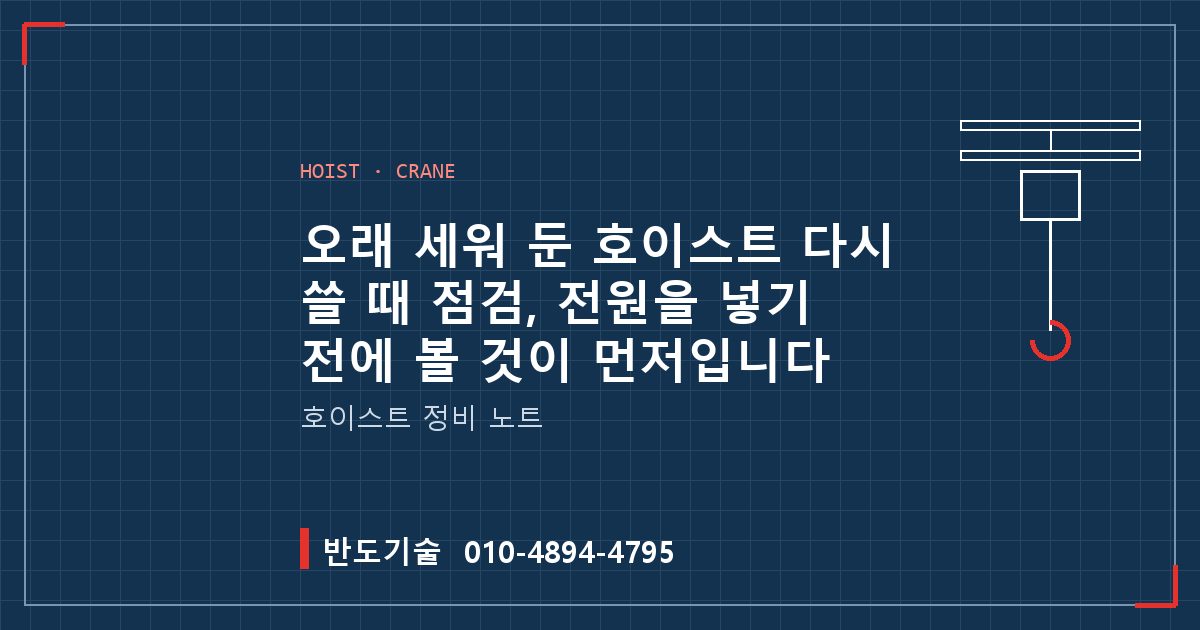 HOIST · CRANE
오래 세워 둔 호이스트 다시
쓸 때 점검, 전원을 넣기
전에 볼 것이 먼저입니다
호이스트 정비 노트
반도기술 010-4894-4795